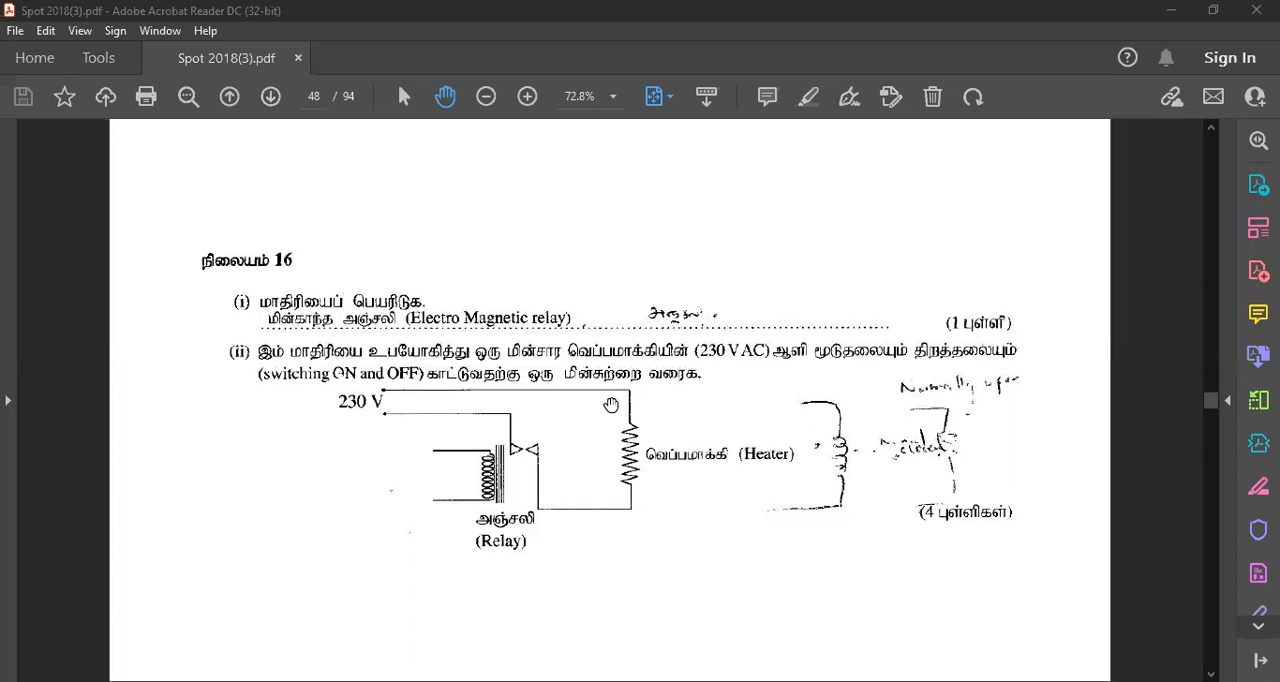 Spot 2018(3).pdf - Adobe Acrobat Reader DC (32-bit)
File Edit View Sign Window Help
Home Tools Spot 2018(3).pdf × Sign In
48 / 94 72.8%
நிலையம் 16
(i) மாதிரியைப் பெயரிடுக.
மின்காந்த அஞ்சலி (Electro Magnetic relay)
(1 புள்ளி)
(ii) இம் மாதிரியை உபயோகித்து ஒரு மின்சார வெப்பமாக்கியின் (230 V AC) ஆளி மூடுதலையும் திறத்தலையும்
(switching ON and OFF) காட்டுவதற்கு ஒரு மின்சுற்றை வரைக.
Normally open
230 V
வெப்பமாக்கி (Heater)
closed
(4 புள்ளிகள்)
அஞ்சலி
(Relay)